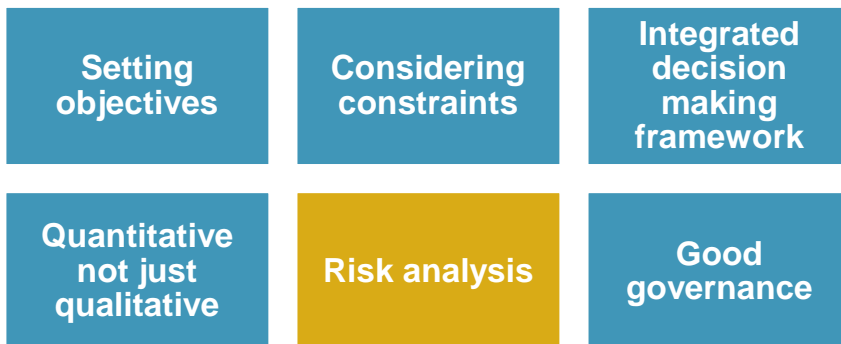 Setting
objectives
Considering
constraints
Integrated
decision
making
framework
Quantitative
not just
qualitative
Risk analysis
Good
governance